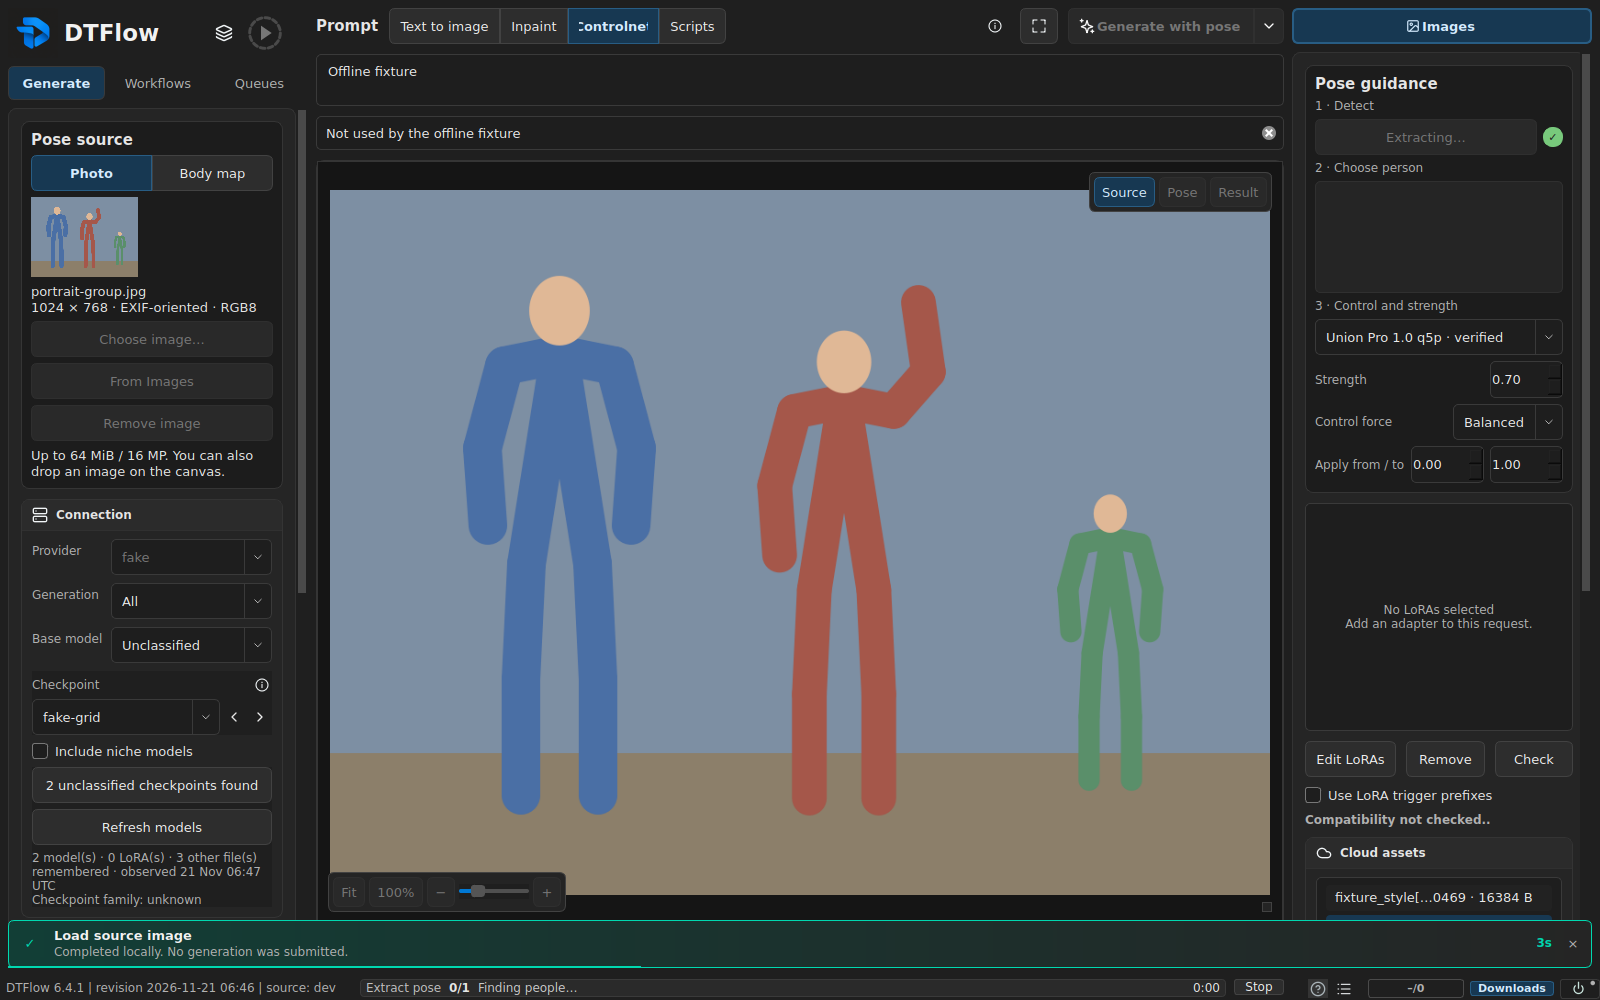 DTFlow
Generate
Workflows
Queues
Pose source
Photo
Body map
portrait-group.jpg
1024 × 768 · EXIF-oriented · RGB8
Choose image...
From Images
Remove image
Up to 64 MiB / 16 MP. You can also
drop an image on the canvas.
Connection
Provider
fake
Generation
All
Base model
Unclassified
Checkpoint
fake-grid
Include niche models
2 unclassified checkpoints found
Refresh models
2 model(s) · 0 LoRA(s) · 3 other file(s)
remembered · observed 21 Nov 06:47
UTC
Checkpoint family: unknown
Prompt
Text to image
Inpaint
Controlnet
Scripts
Generate with pose
Offline fixture
Not used by the offline fixture
Source
Pose
Result
Fit
100%
Images
Pose guidance
1 · Detect
Extracting...
2 · Choose person
3 · Control and strength
Union Pro 1.0 q5p · verified
Strength
0.70
Control force
Balanced
Apply from / to
0.00
1.00
No LoRAs selected
Add an adapter to this request.
Edit LoRAs
Remove
Check
Use LoRA trigger prefixes
Compatibility not checked..
Cloud assets
fixture_style[...0469 · 16384 B
Load source image
Completed locally. No generation was submitted.
3s
DTFlow 6.4.1 | revision 2026-11-21 06:46 | source: dev
Extract pose 0/1 Finding people...
0:00
Stop
–/0
Downloads